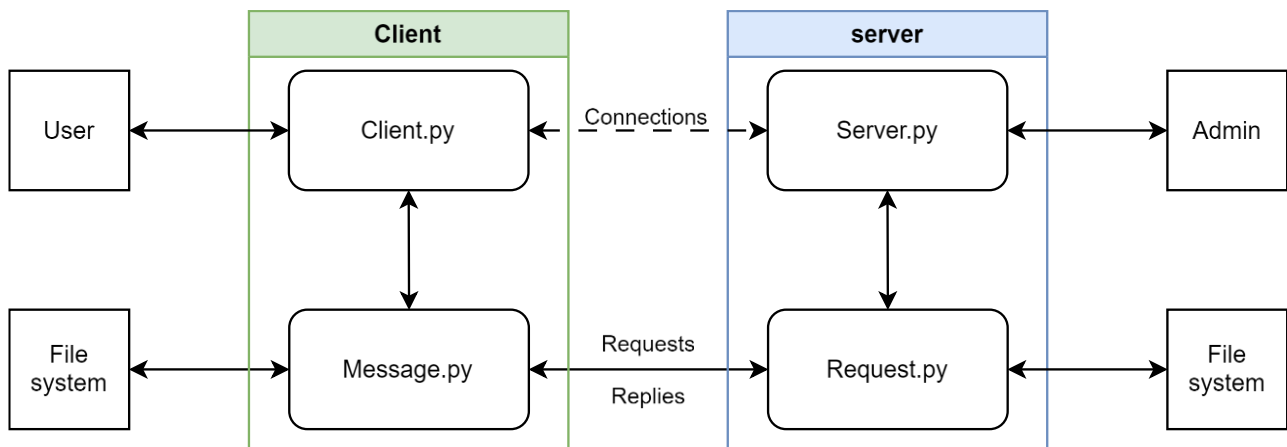 Client
server
User
Client.py
Connections
Server.py
Admin
File
system
Message.py
Requests
Replies
Request.py
File
system